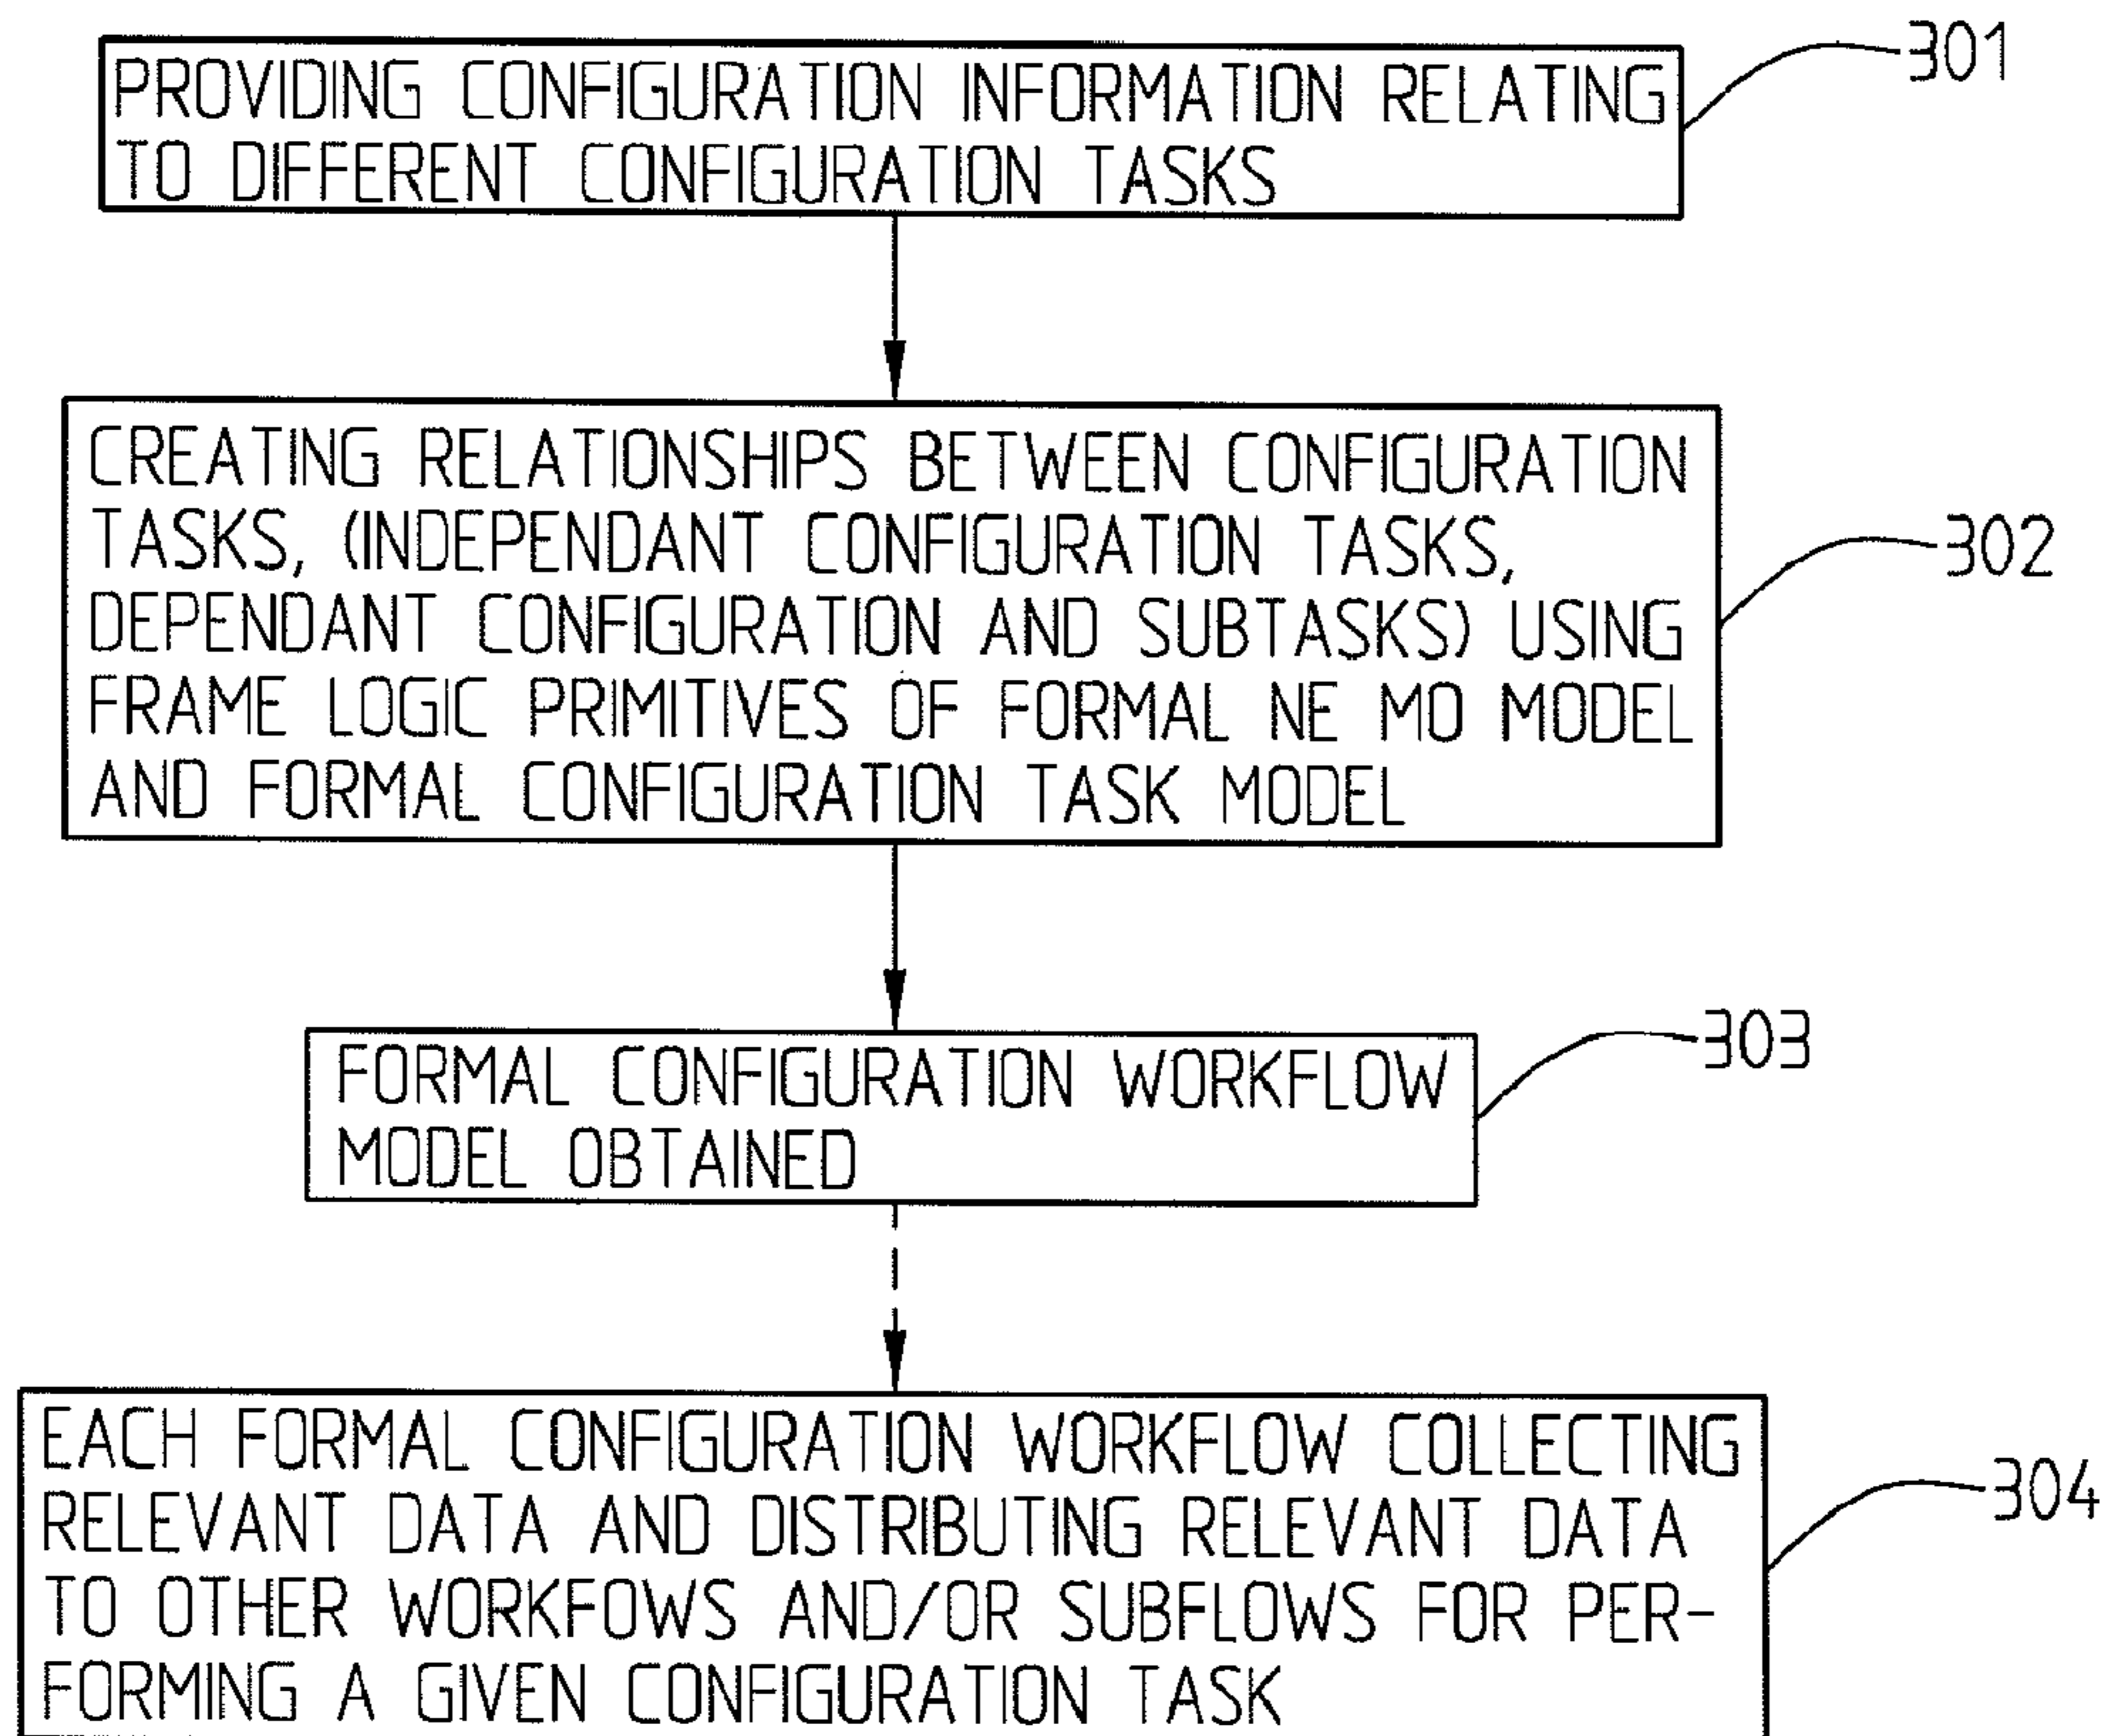 301
PROVIDING CONFIGURATION INFORMATION RELATING
TO DIFFERENT CONFIGURATION TASKS
CREATING RELATIONSHIPS BETWEEN CONFIGURATION
TASKS, (INDEPENDANT CONFIGURATION TASKS,
DEPENDANT CONFIGURATION AND SUBTASKS) USING
FRAME LOGIC PRIMITIVES OF FORMAL NE MO MODEL
AND FORMAL CONFIGURATION TASK MODEL
302
FORMAL CONFIGURATION WORKFLOW
MODEL OBTAINED
303
EACH FORMAL CONFIGURATION WORKFLOW COLLECTING
RELEVANT DATA AND DISTRIBUTING RELEVANT DATA
TO OTHER WORKFOWS AND/OR SUBFLOWS FOR PER-
FORMING A GIVEN CONFIGURATION TASK
304